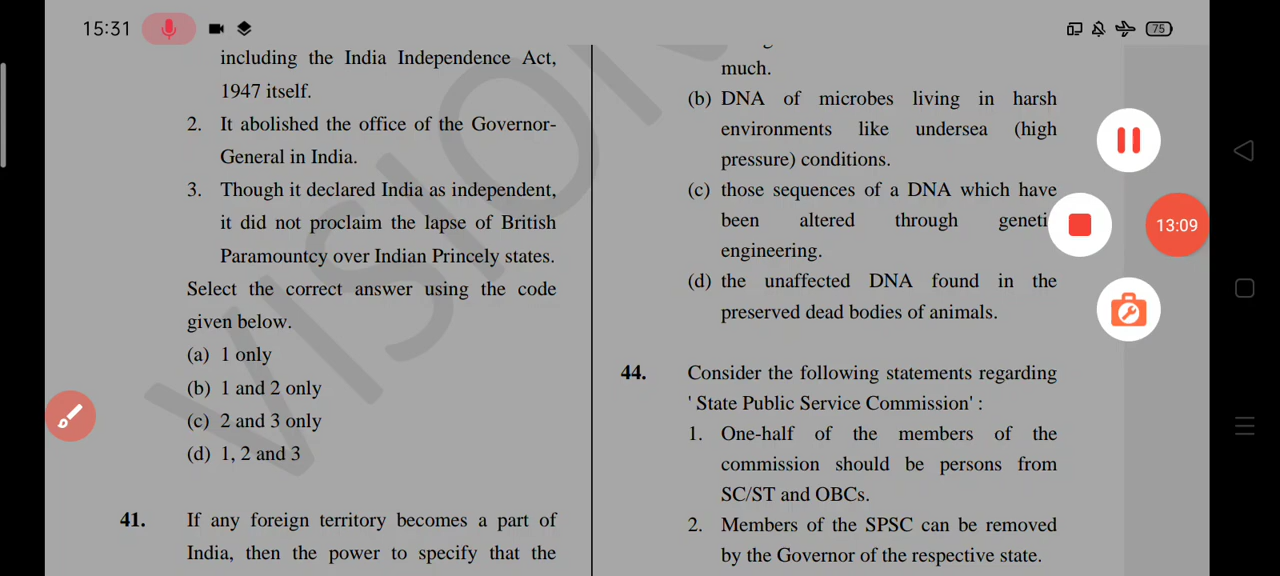 15:31
75
including the India Independence Act,
1947 itself.
2. It abolished the office of the Governor-
General in India.
3. Though it declared India as independent,
it did not proclaim the lapse of British
Paramountcy over Indian Princely states.
Select the correct answer using the code
given below.
(a) 1 only
(b) 1 and 2 only
(c) 2 and 3 only
(d) 1, 2 and 3
41. If any foreign territory becomes a part of
India, then the power to specify that the
much.
(b) DNA of microbes living in harsh
environments like undersea (high
pressure) conditions.
(c) those sequences of a DNA which have
been altered through geneti
engineering.
(d) the unaffected DNA found in the
preserved dead bodies of animals.
44. Consider the following statements regarding
' State Public Service Commission' :
1. One-half of the members of the
commission should be persons from
SC/ST and OBCs.
2. Members of the SPSC can be removed
by the Governor of the respective state.
13:09
VISION